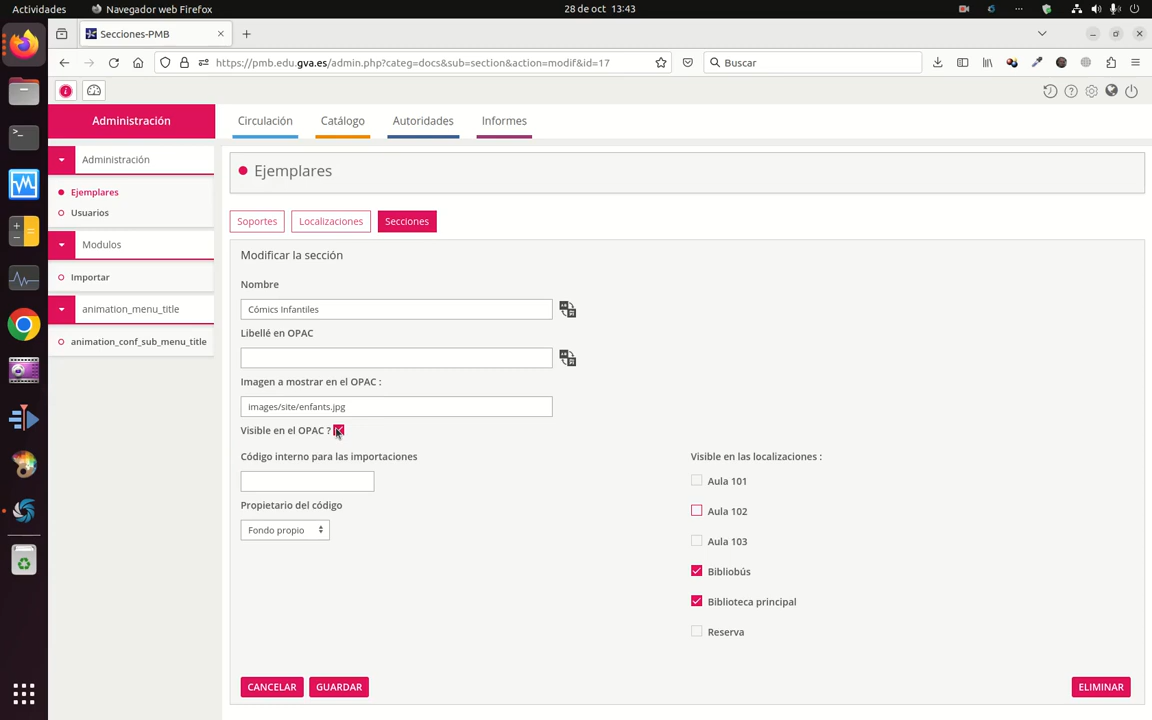 Actividades
Navegador web Firefox
28 de oct 13:43
Secciones-PMB
https://pmb.edu.gva.es/admin.php?categ=docs&sub=section&action=modif&id=17
Buscar
Administración
Circulación
Catálogo
Autoridades
Informes
Administración
Ejemplares
Usuarios
Modulos
Importar
animation_menu_title
animation_conf_sub_menu_title
Ejemplares
Soportes
Localizaciones
Secciones
Modificar la sección
Nombre
Cómics Infantiles
Libellé en OPAC
Imagen a mostrar en el OPAC :
images/site/enfants.jpg
Visible en el OPAC ?
Código interno para las importaciones
Propietario del código
Fondo propio
Visible en las localizaciones :
Aula 101
Aula 102
Aula 103
Bibliobús
Biblioteca principal
Reserva
CANCELAR
GUARDAR
ELIMINAR